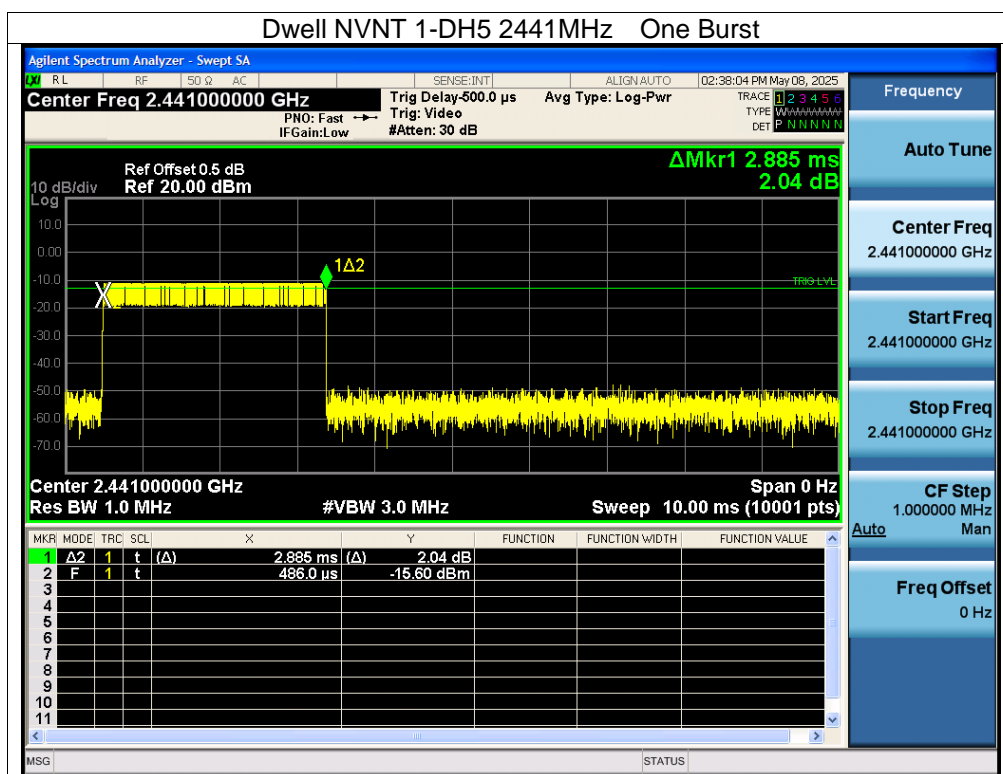 Dwell NVNT 1-DH5 2441MHz One Burst
Agilent Spectrum Analyzer - Swept SA
LXI RL RF 50 Ω AC SENSE:INT ALIGNAUTO 02:38:04 PM May 08, 2025
Center Freq 2.441000000 GHz
PNO: Fast
IFGain:Low
Trig Delay-500.0 µs
Trig: Video
#Atten: 30 dB
Avg Type: Log-Pwr
TRACE 1 2 3 4 5 6
TYPE WWWWWW
DET P N N N N N
Frequency
Auto Tune
Center Freq
2.441000000 GHz
Start Freq
2.441000000 GHz
Stop Freq
2.441000000 GHz
CF Step
1.000000 MHz
Auto Man
Freq Offset
0 Hz
ΔMkr1 2.885 ms
2.04 dB
Ref Offset 0.5 dB
10 dB/div Ref 20.00 dBm
Log
10.0
0.00
-10.0
-20.0
-30.0
-40.0
-50.0
-60.0
-70.0
1Δ2
TRIG LVL
X
Center 2.441000000 GHz Span 0 Hz
Res BW 1.0 MHz #VBW 3.0 MHz Sweep 10.00 ms (10001 pts)
MKR MODE TRC SCL X Y FUNCTION FUNCTION WIDTH FUNCTION VALUE
1 Δ2 1 t (Δ) 2.885 ms (Δ) 2.04 dB
2 F 1 t 486.0 µs -15.60 dBm
3
4
5
6
7
8
9
10
11
MSG STATUS